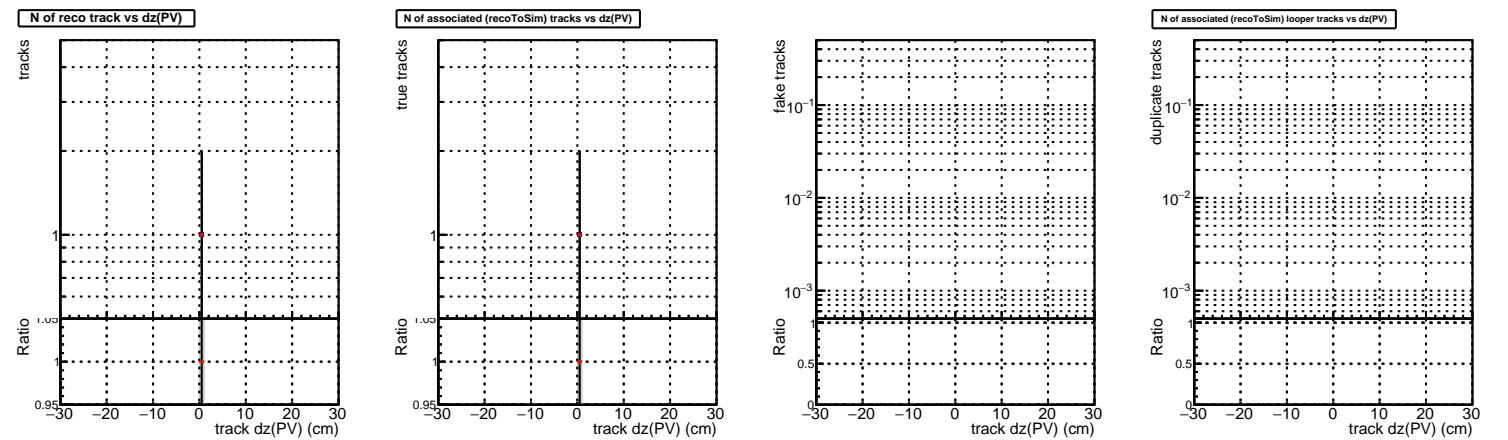 N of reco track vs dz(PV)
tracks
1
Ratio
1.05
1
0.95
−30 −20 −10 0 10 20 30
track dz(PV) (cm)
N of associated (recoToSim) tracks vs dz(PV)
true tracks
1
Ratio
1.05
1
0.95
−30 −20 −10 0 10 20 30
track dz(PV) (cm)
fake tracks
10−1
10−2
10−3
Ratio
1
0.5
0
−30 −20 −10 0 10 20 30
track dz(PV) (cm)
N of associated (recoToSim) looper tracks vs dz(PV)
duplicate tracks
10−1
10−2
10−3
Ratio
1
0.5
0
−30 −20 −10 0 10 20 30
track dz(PV) (cm)